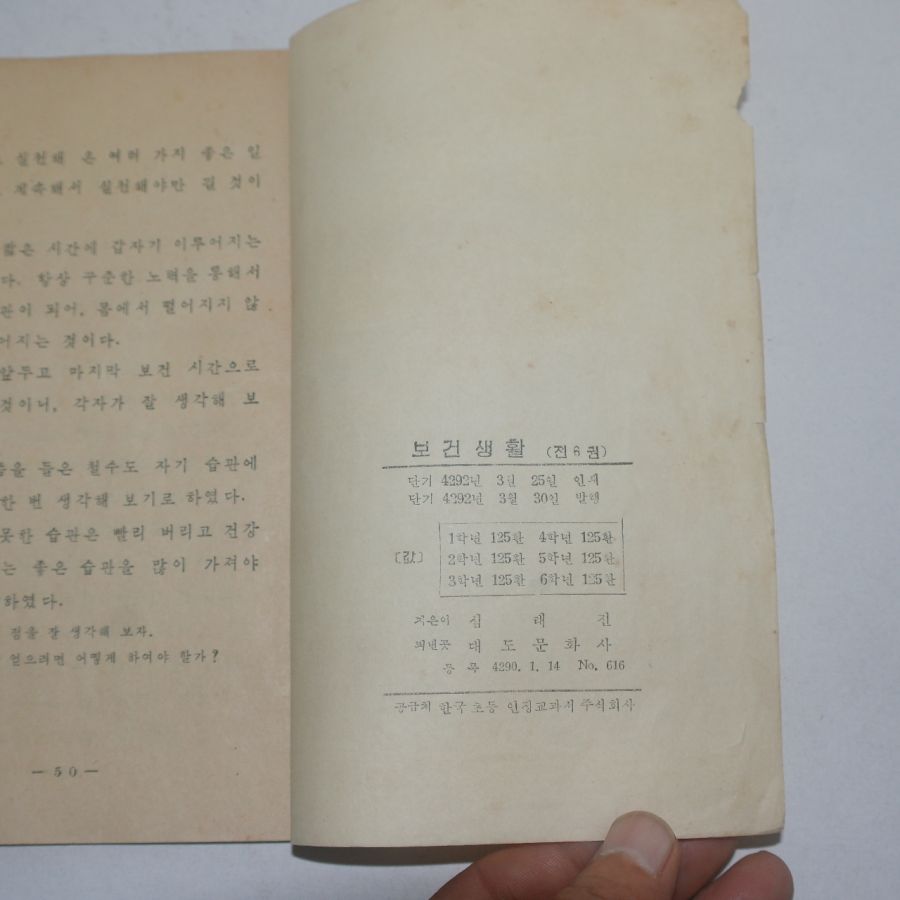 실천해 온 여러 가지 좋은 일
계속해서 실천해야만 될 것이
짧은 시간에 갑자기 이루어지는
다. 항상 꾸준한 노력을 통해서
관이 되어, 몸에서 떨어지지 않
어지는 것이다.
앞두고 마지막 보건 시간으로
것이니, 각자가 잘 생각해 보
을 들은 철수도 자기 습관에
한 번 생각해 보기로 하였다.
못한 습관은 빨리 버리고 건강
는 좋은 습관을 많이 가져야
하였다.
점을 잘 생각해 보자.
얻으려면 어떻게 하여야 할가?
— 50 —
보건생활 (전6권)
단기 4292년 3월 25일 인쇄
단기 4292년 3월 30일 발행
[값]
1학년 125환 4학년 125환
2학년 125환 5학년 125환
3학년 125환 6학년 125환
지은이 심태진
펴낸곳 대도문화사
등록 4290. 1. 14 No. 616
공급처 한국 초등 인정교과서 주식회사